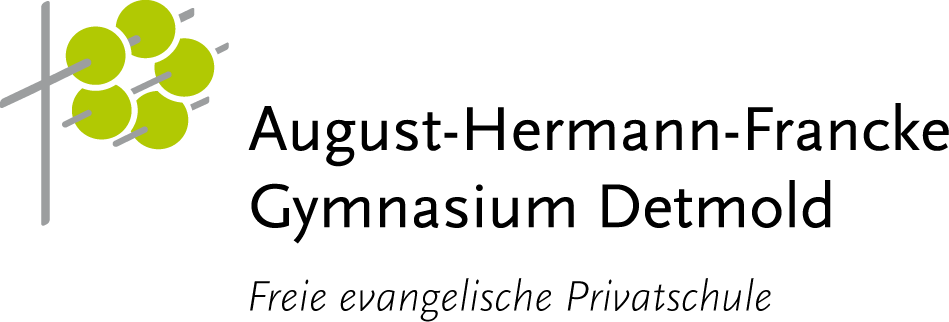 August-Hermann-Francke
Gymnasium Detmold
Freie evangelische Privatschule